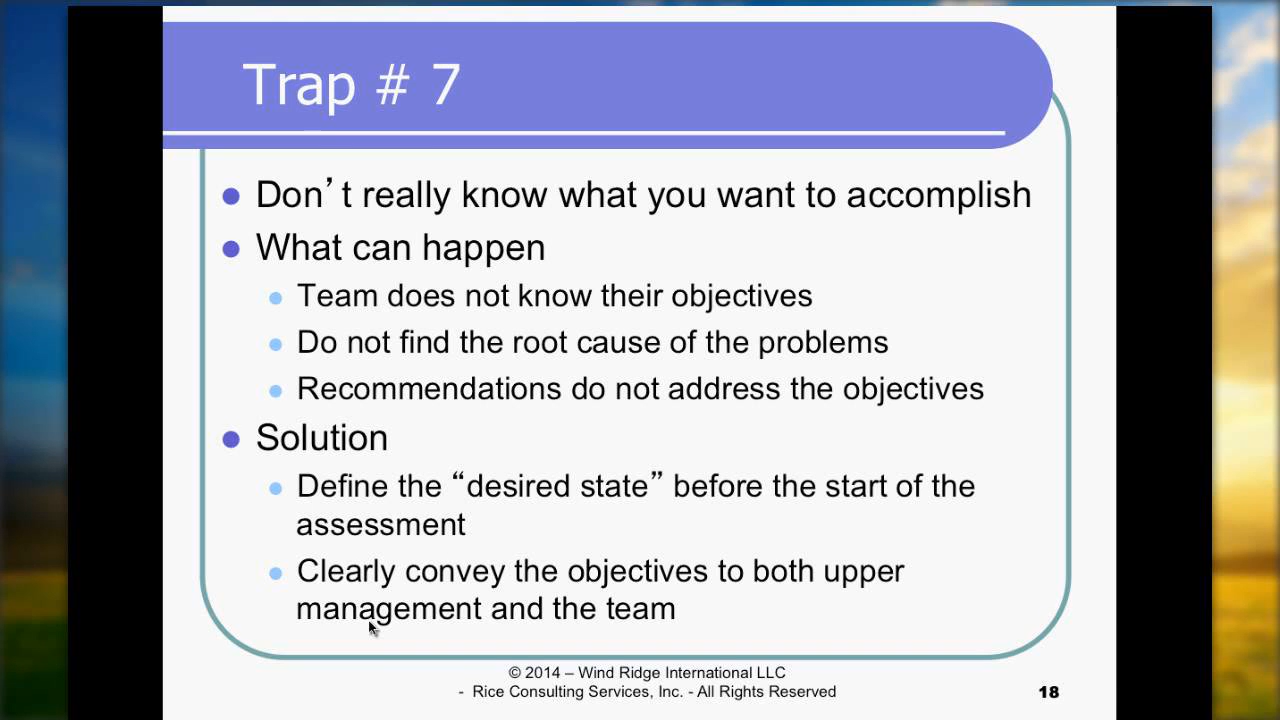 Trap # 7
Don’t really know what you want to accomplish
What can happen
Team does not know their objectives
Do not find the root cause of the problems
Recommendations do not address the objectives
Solution
Define the “desired state” before the start of the
assessment
Clearly convey the objectives to both upper
management and the team
© 2014 – Wind Ridge International LLC
- Rice Consulting Services, Inc. - All Rights Reserved
18